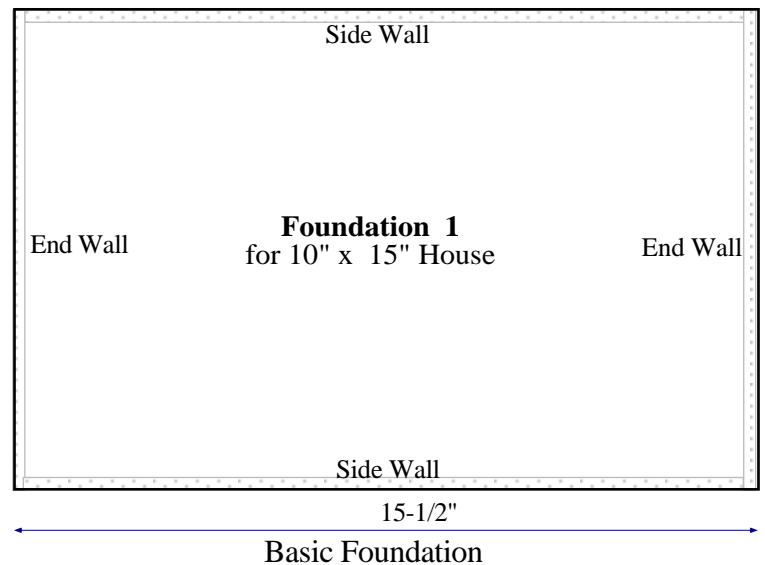 Side Wall
Foundation 1
for 10" x 15" House
End Wall
End Wall
Side Wall
15-1/2"
Basic Foundation